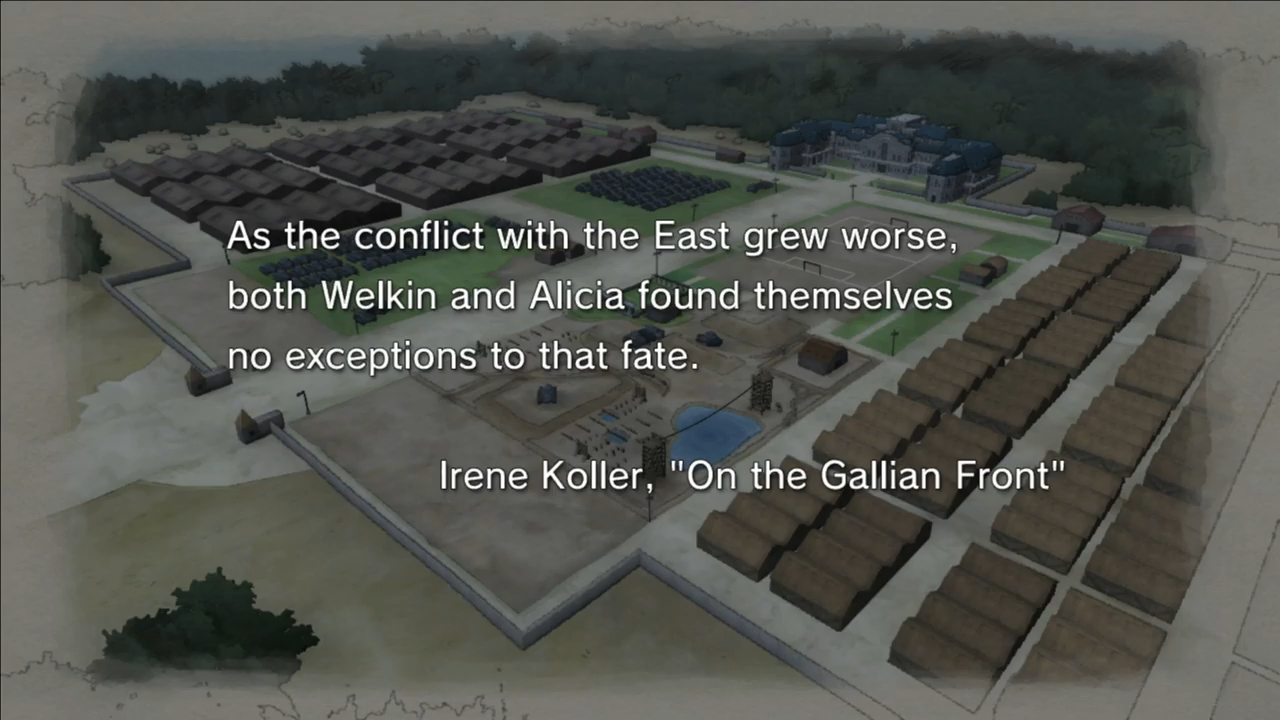 As the conflict with the East grew worse,
both Welkin and Alicia found themselves
no exceptions to that fate.
Irene Koller, "On the Gallian Front"